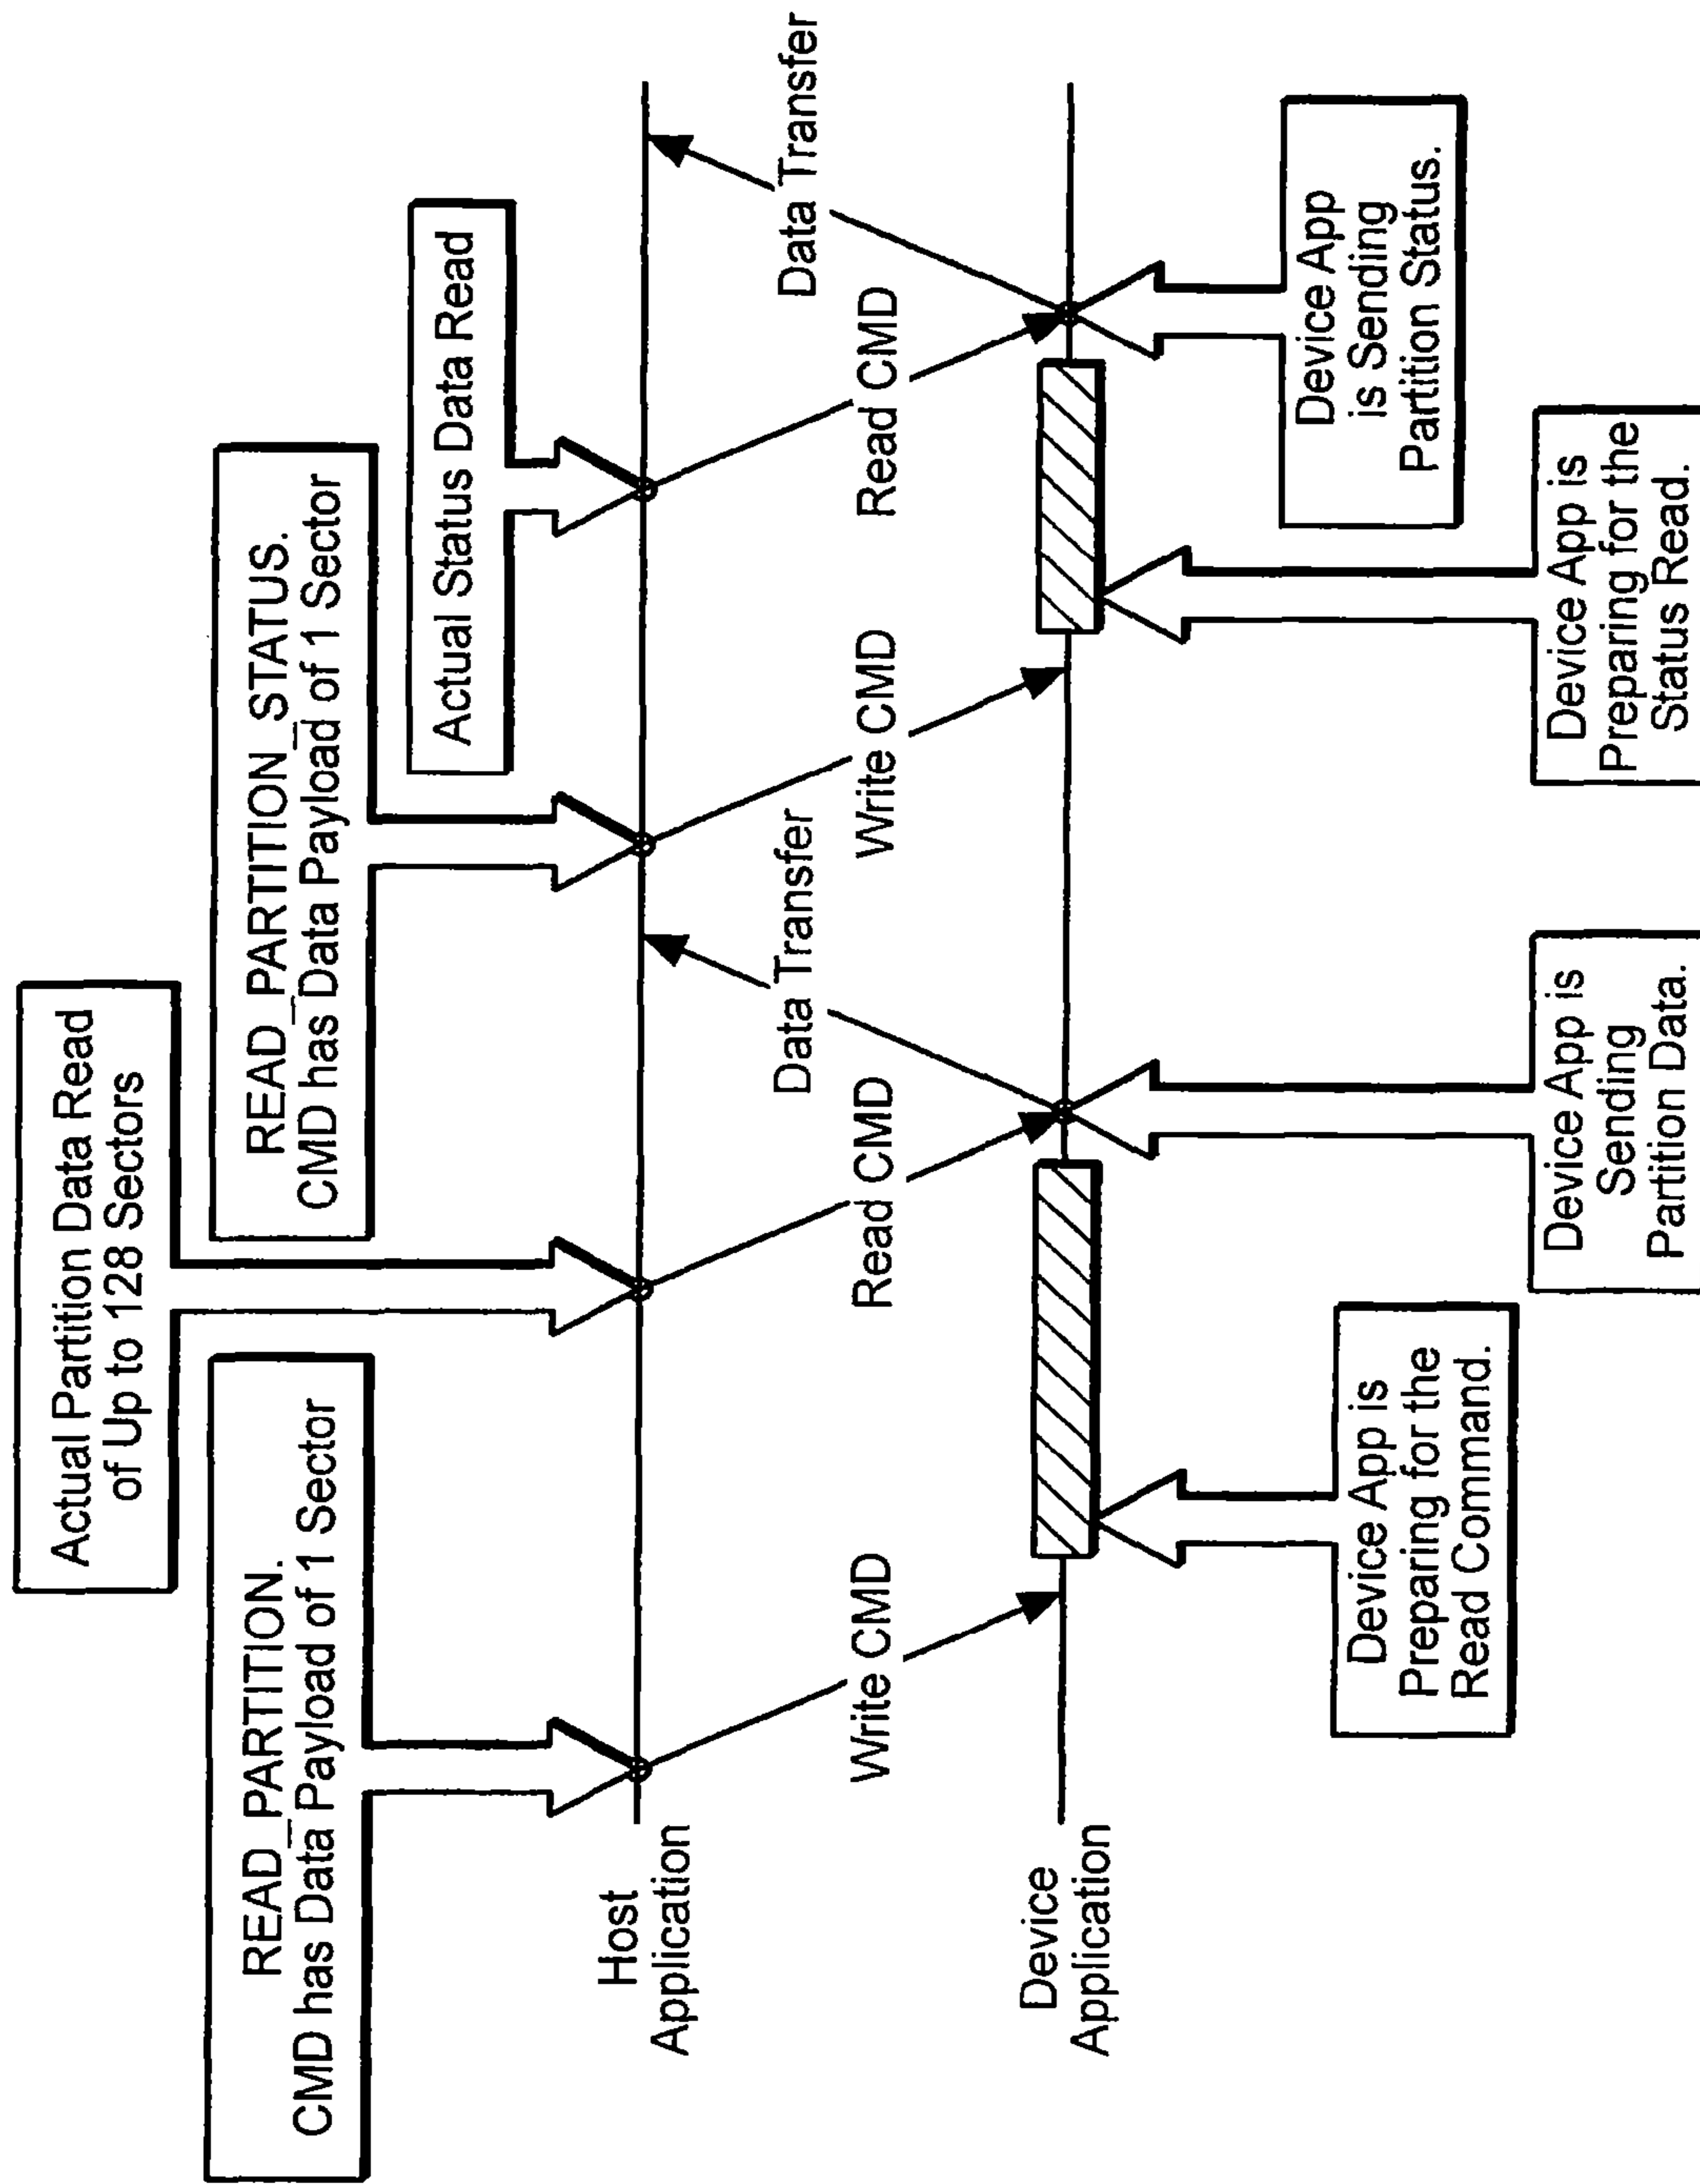 Actual Partition Data Read
of Up to 128 Sectors
READ_PARTITION.
CMD has Data Payload of 1 Sector
READ_PARTITION_STATUS.
CMD has Data Payload of 1 Sector
Actual Status Data Read
Host
Application
Data Transfer
Data Transfer
Write CMD
Read CMD
Write CMD
Read CMD
Device
Application
Device App is
Preparing for the
Read Command.
Device App is
Sending
Partition Data.
Device App is
Preparing for the
Status Read.
Device App
is Sending
Partition Status.